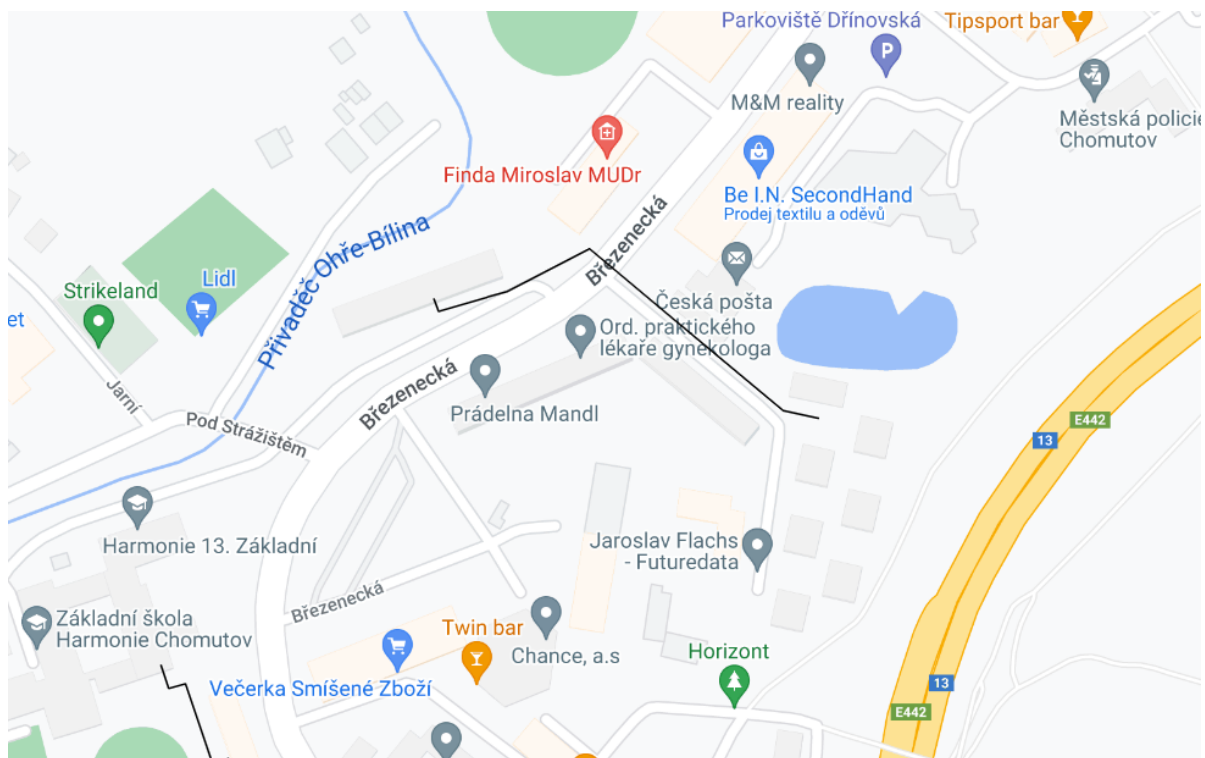 Parkoviště Dřínovská
Tipsport bar
P
M&M reality
Městská policie
Chomutov
Finda Miroslav MUDr
Be I.N. SecondHand
Prodej textilu a oděvů
Březenecká
Přivaděč Ohře-Bílina
Lidl
Strikeland
et
Česká pošta
Ord. praktického
lékaře gynekologa
Jarní
Březenecká
Prádelna Mandl
Pod Strážištěm
E442
13
Harmonie 13. Základní
Jaroslav Flachs
- Futuredata
Březenecká
Základní škola
Harmonie Chomutov
Twin bar
Chance, a.s
Horizont
Večerka Smíšené Zboží
13
E442